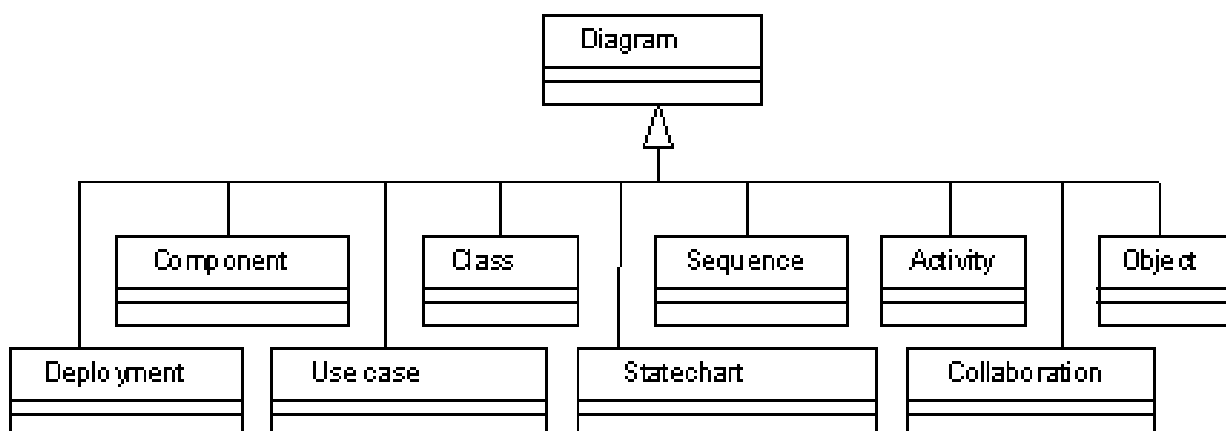 Diagram
Component
Class
Sequence
Activity
Object
Deployment
Use case
Statechart
Collaboration